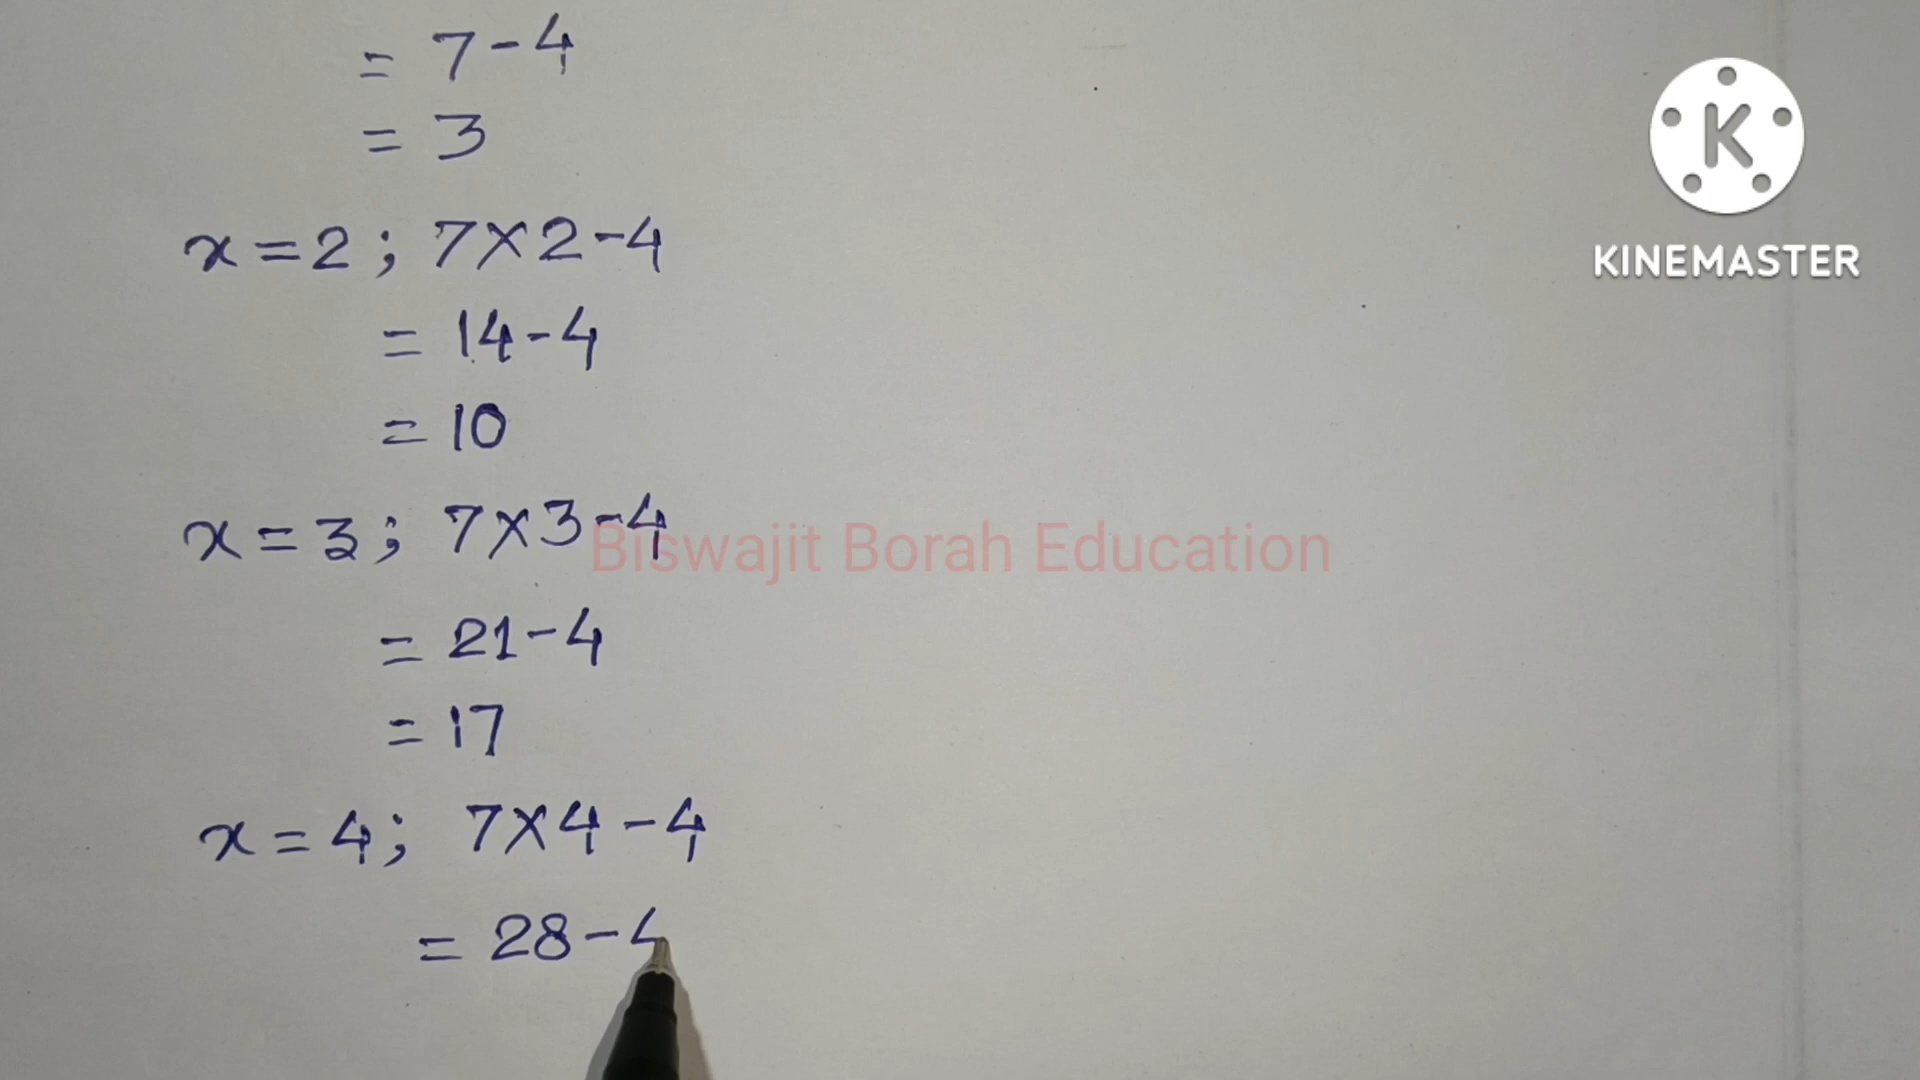 = 7-4
= 3
x=2; 7×2-4
= 14-4
= 10
x=3; 7×3-4
= 21-4
= 17
x=4; 7×4-4
= 28-4
K
KINEMASTER
Biswajit Borah Education